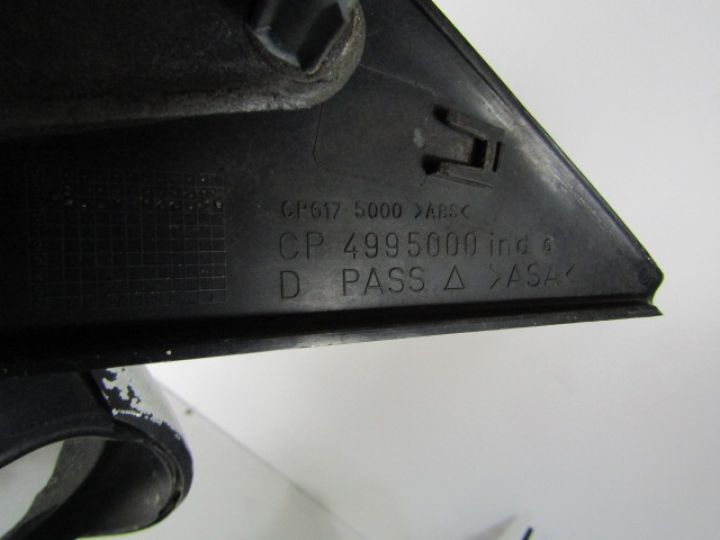 CP617 5000 >ABS<
CP 4995000 ind
D PASS △ >ASA<